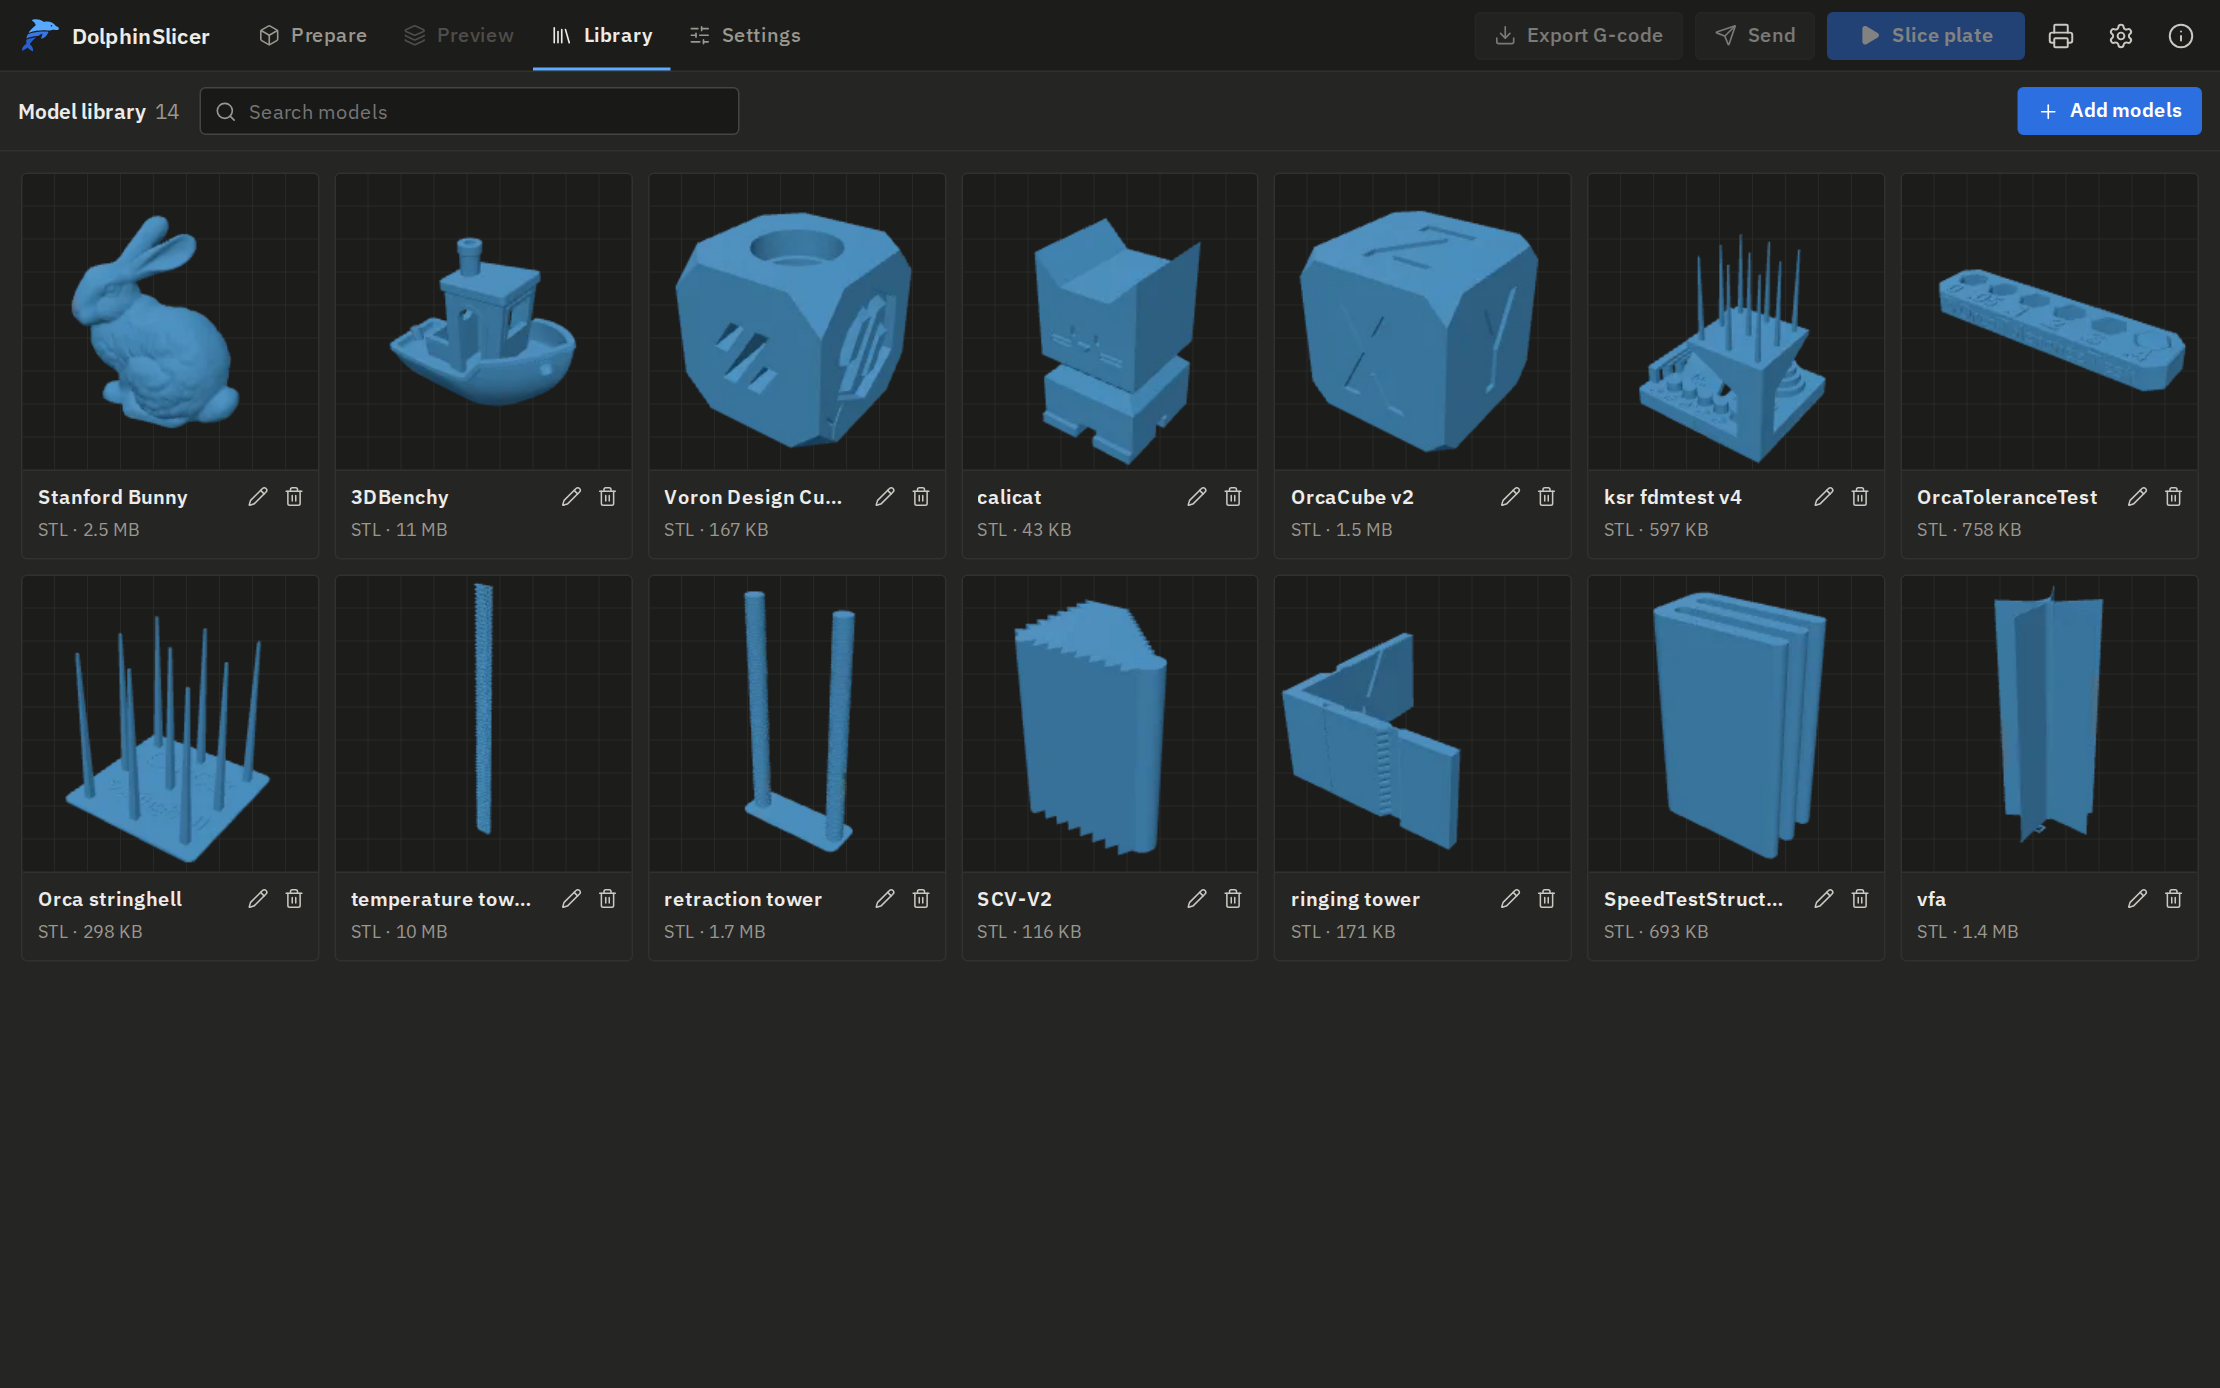 DolphinSlicer
Prepare
Preview
Library
Settings
Export G-code
Send
Slice plate
Model library 14
Search models
Add models
Stanford Bunny
STL · 2.5 MB
3DBenchy
STL · 11 MB
Voron Design Cu...
STL · 167 KB
calicat
STL · 43 KB
OrcaCube v2
STL · 1.5 MB
ksr fdmtest v4
STL · 597 KB
OrcaToleranceTest
STL · 758 KB
Orca stringhell
STL · 298 KB
temperature tow...
STL · 10 MB
retraction tower
STL · 1.7 MB
SCV-V2
STL · 116 KB
ringing tower
STL · 171 KB
SpeedTestStruct...
STL · 693 KB
vfa
STL · 1.4 MB